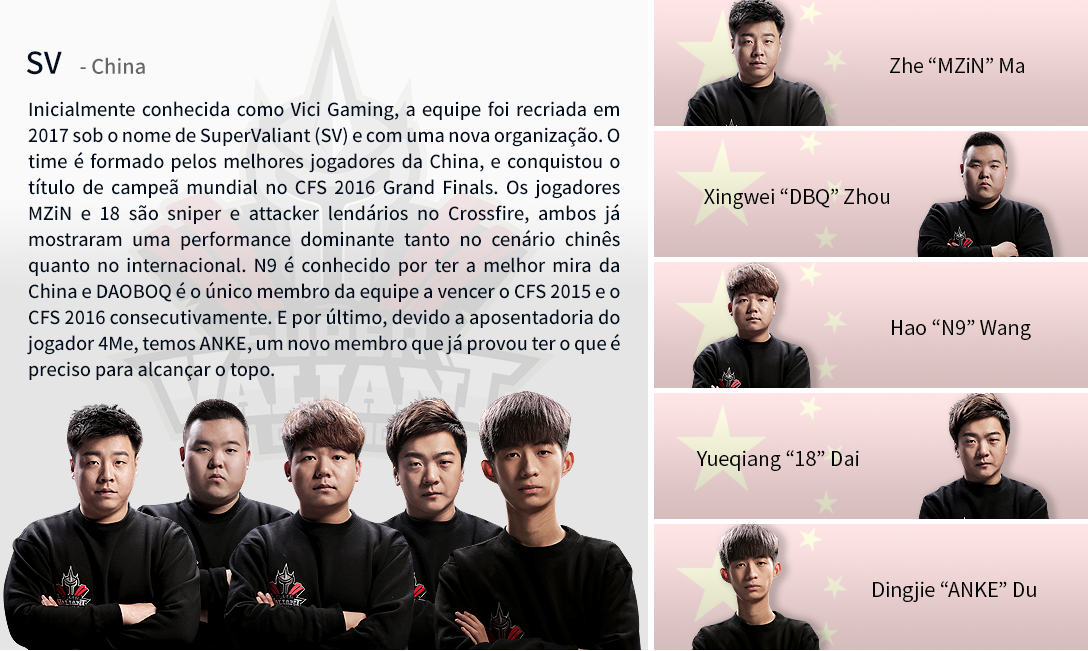 SV - China
Inicialmente conhecida como Vici Gaming, a equipe foi recriada em
2017 sob o nome de SuperValiant (SV) e com uma nova organização. O
time é formado pelos melhores jogadores da China, e conquistou o
título de campeã mundial no CFS 2016 Grand Finals. Os jogadores
MZiN e 18 são sniper e attacker lendários no Crossfire, ambos já
mostraram uma performance dominante tanto no cenário chinês
quanto no internacional. N9 é conhecido por ter a melhor mira da
China e DAOBOQ é o único membro da equipe a vencer o CFS 2015 e o
CFS 2016 consecutivamente. E por último, devido a aposentadoria do
jogador 4Me, temos ANKE, um novo membro que já provou ter o que é
preciso para alcançar o topo.
SUPER
VALIANT
Zhe “MZiN” Ma
Xingwei “DBQ” Zhou
Hao “N9” Wang
Yueqiang “18” Dai
Dingjie “ANKE” Du